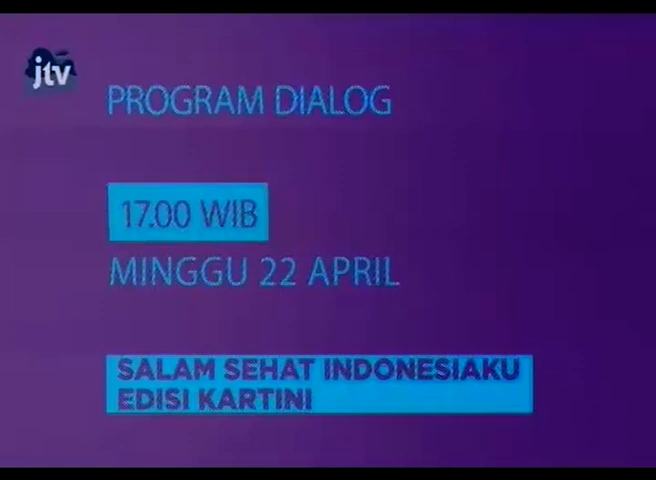 jtv
PROGRAM DIALOG
17.00 WIB
MINGGU 22 APRIL
SALAM SEHAT INDONESIAKU
EDISI KARTINI